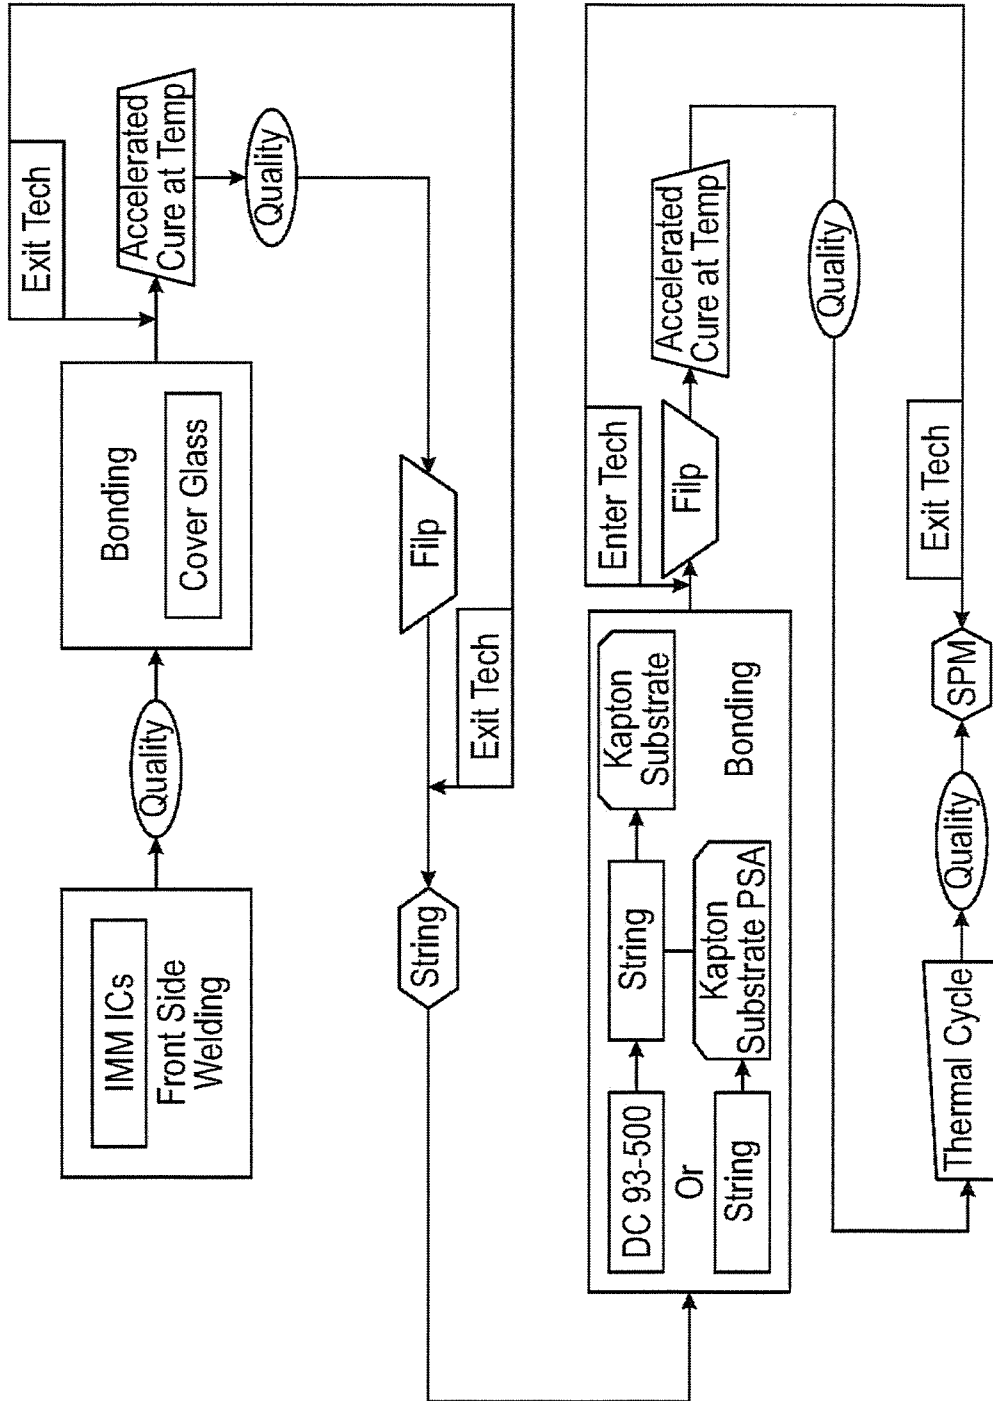 IMM ICs
Front Side
Welding
Quality
Bonding
Cover Glass
Exit Tech
Accelerated
Cure at Temp
Quality
Filp
Exit Tech
String
DC 93-500
Or
String
String
Kapton
Substrate PSA
Kapton
Substrate
Bonding
Enter Tech
Filp
Accelerated
Cure at Temp
Quality
Thermal Cycle
Quality
SPM
Exit Tech